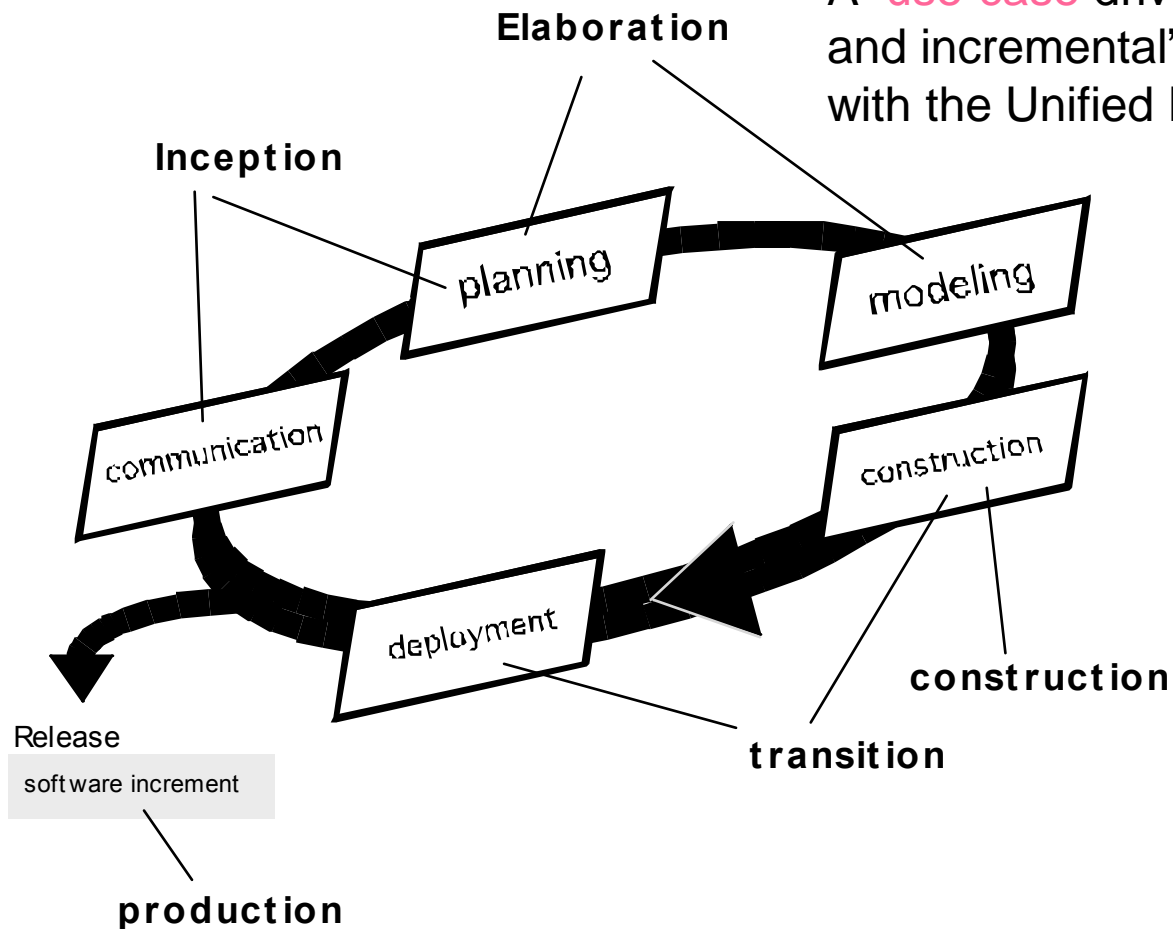 Elaboration
use-case
and incremental”
with the Unified
Inception
planning
modeling
communication
construction
deployment
construction
transition
Release
software increment
production